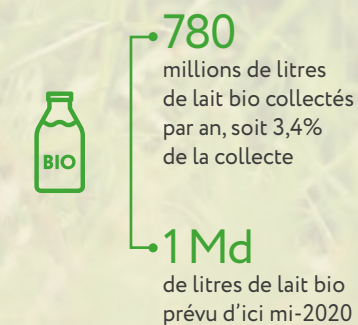 780
millions de litres
de lait bio collectés
par an, soit 3,4%
de la collecte
BIO
1 Md
de litres de lait bio
prévu d'ici mi-2020